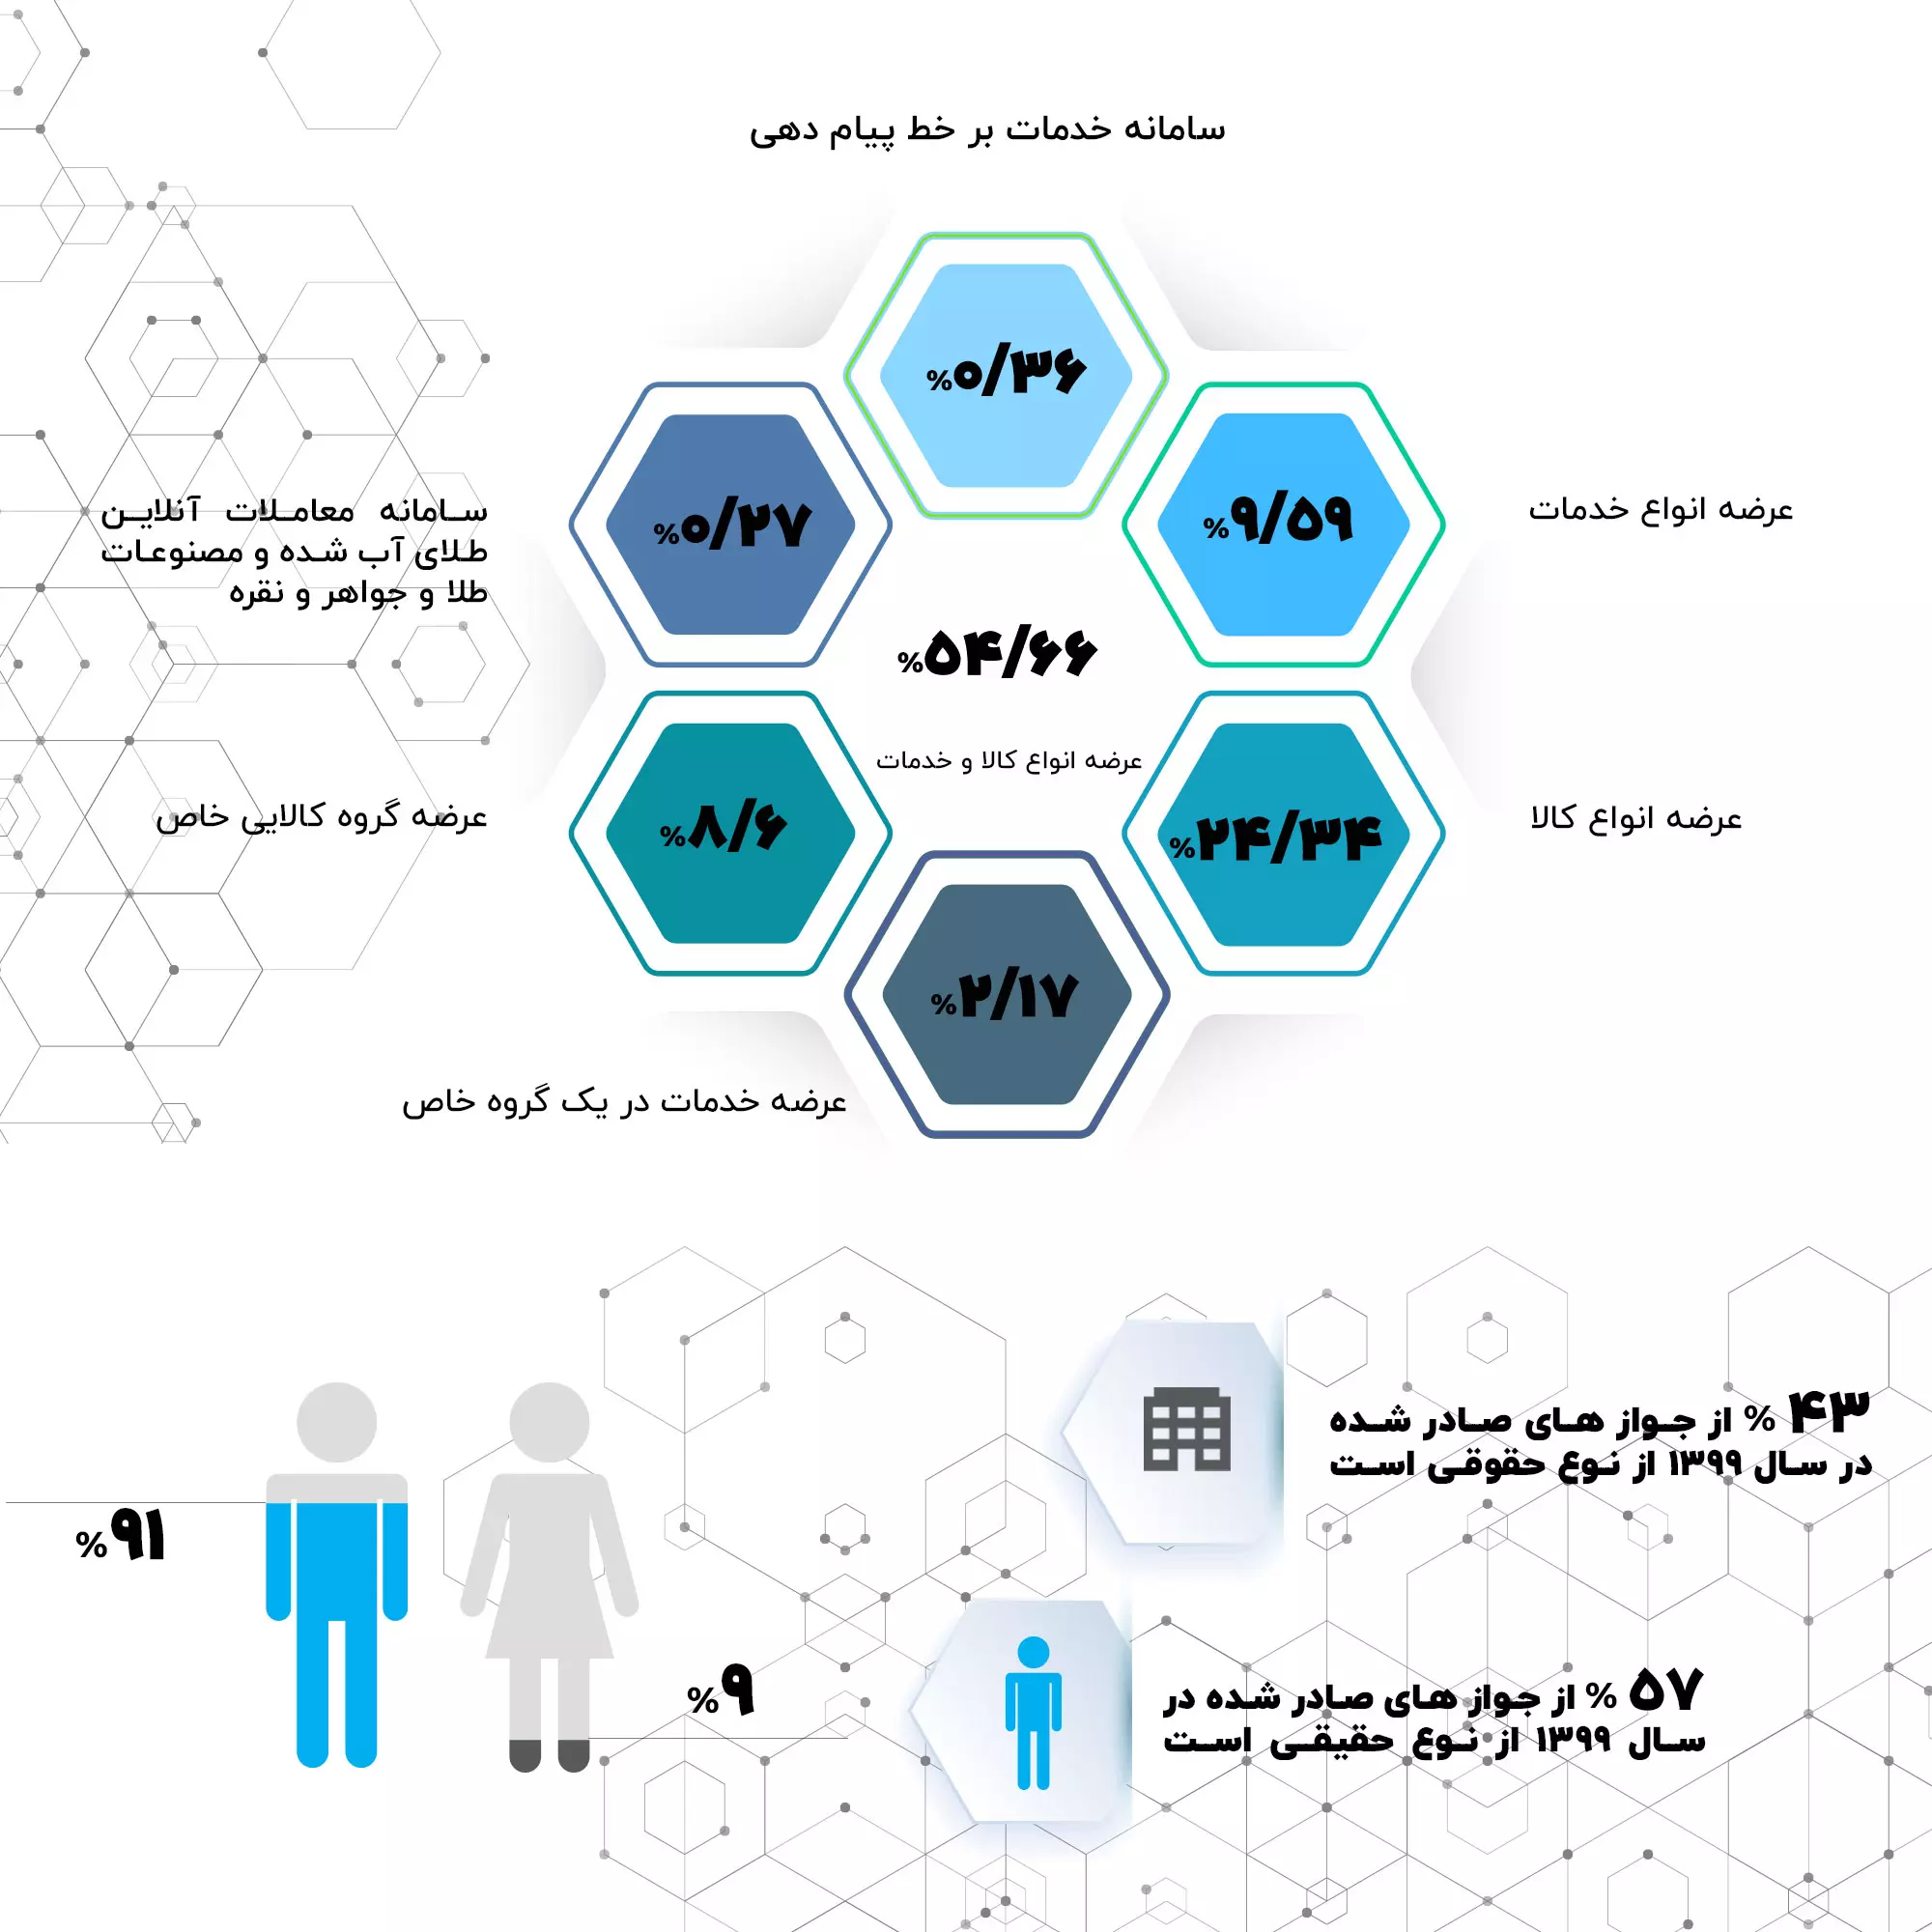 سامانه خدمات بر خط پیام دهی
%۰/۳۶
%۹/۵۹
عرضه انواع خدمات
%۰/۲۷
سامانه معاملات آنلاین
طلای آب شده و مصنوعات
طلا و جواهر و نقره
%۵۴/۶۶
عرضه انواع کالا و خدمات
%۲۴/۳۴
عرضه انواع کالا
%۸/۶
عرضه گروه کالایی خاص
%۲/۱۷
عرضه خدمات در یک گروه خاص
۴۳ % از جواز های صادر شده
در سال ۱۳۹۹ از نوع حقوقی است
%۹۱
%۹
۵۷ % از جواز های صادر شده در
سال ۱۳۹۹ از نوع حقیقی است